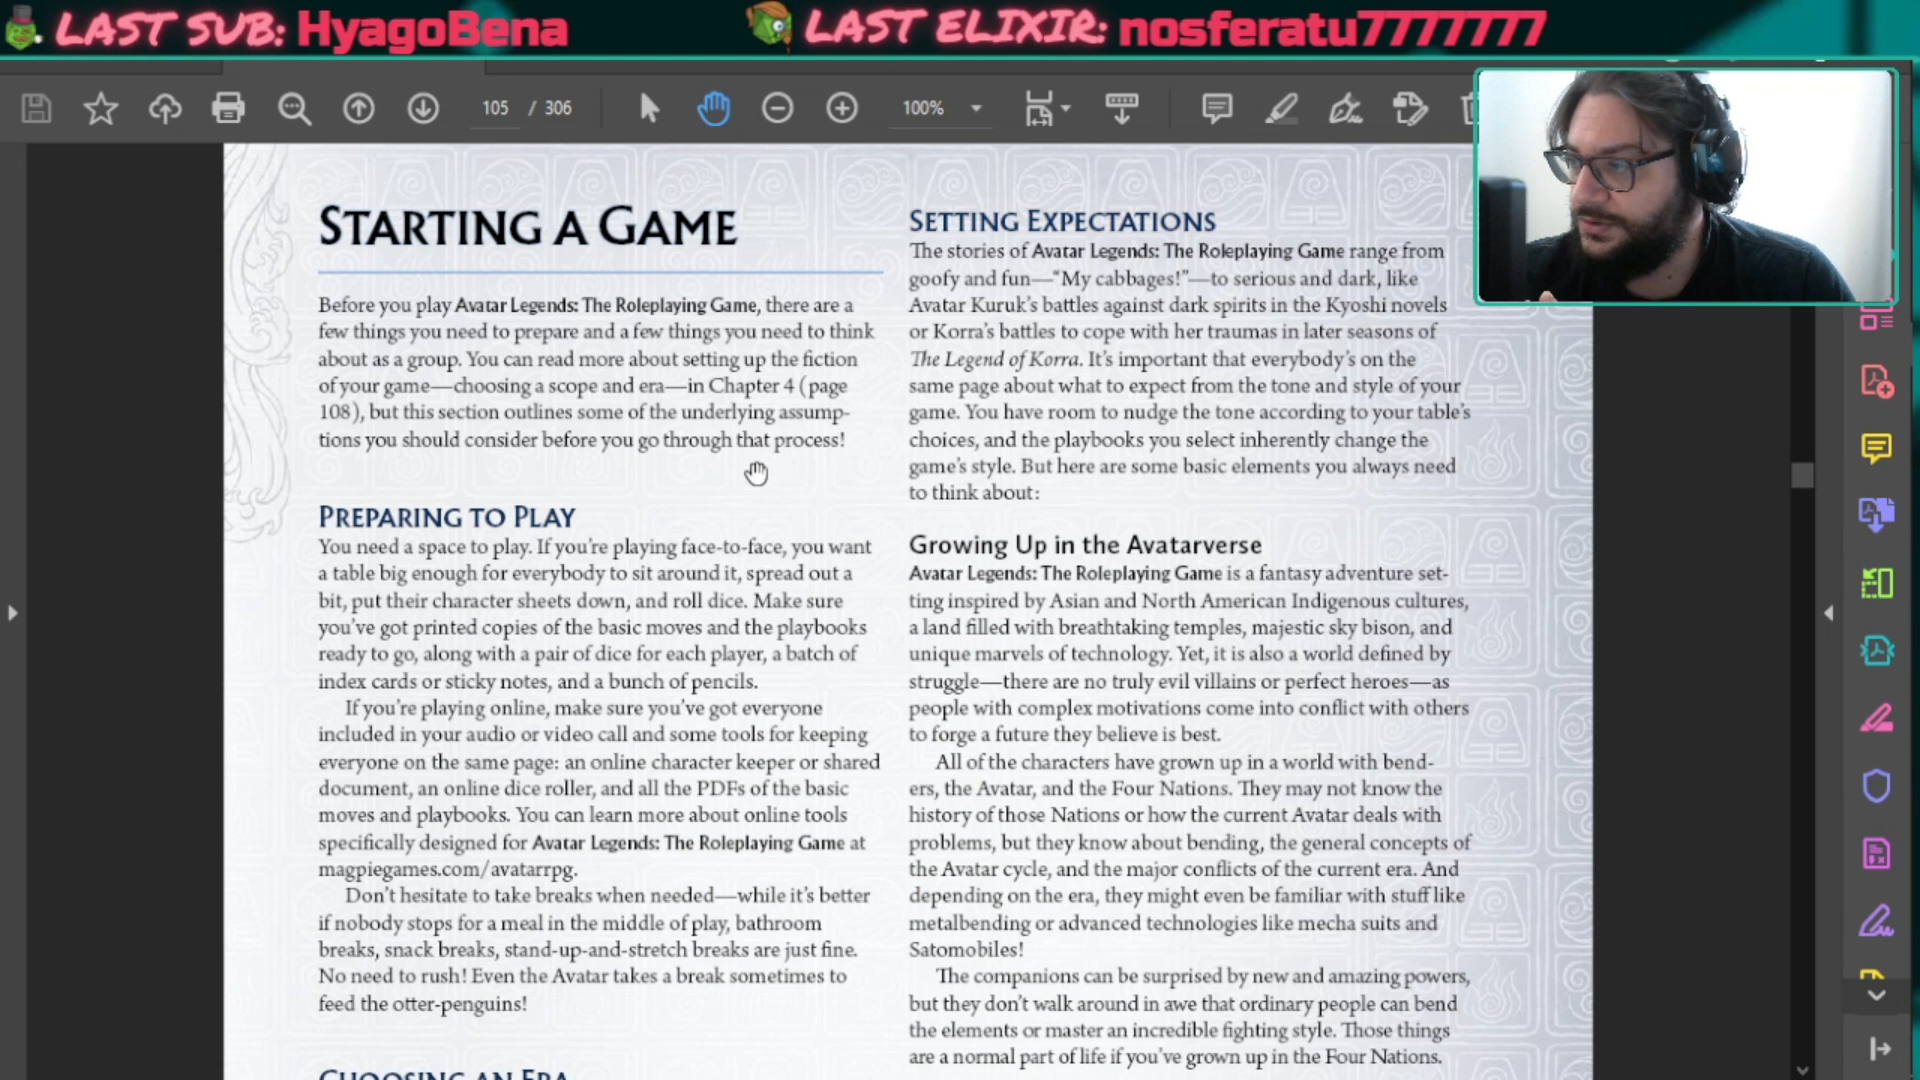 LAST SUB: HyagoBena
LAST ELIXIR: nosferatu7777777
105 / 306
100%
STARTING A GAME
Before you play Avatar Legends: The Roleplaying Game, there are a
few things you need to prepare and a few things you need to think
about as a group. You can read more about setting up the fiction
of your game—choosing a scope and era—in Chapter 4 (page
108), but this section outlines some of the underlying assump-
tions you should consider before you go through that process!
PREPARING TO PLAY
You need a space to play. If you’re playing face-to-face, you want
a table big enough for everybody to sit around it, spread out a
bit, put their character sheets down, and roll dice. Make sure
you’ve got printed copies of the basic moves and the playbooks
ready to go, along with a pair of dice for each player, a batch of
index cards or sticky notes, and a bunch of pencils.
If you’re playing online, make sure you’ve got everyone
included in your audio or video call and some tools for keeping
everyone on the same page: an online character keeper or shared
document, an online dice roller, and all the PDFs of the basic
moves and playbooks. You can learn more about online tools
specifically designed for Avatar Legends: The Roleplaying Game at
magpiegames.com/avatarrpg.
Don’t hesitate to take breaks when needed—while it’s better
if nobody stops for a meal in the middle of play, bathroom
breaks, snack breaks, stand-up-and-stretch breaks are just fine.
No need to rush! Even the Avatar takes a break sometimes to
feed the otter-penguins!
CHOOSING AN ERA
SETTING EXPECTATIONS
The stories of Avatar Legends: The Roleplaying Game range from
goofy and fun—“My cabbages!”—to serious and dark, like
Avatar Kuruk’s battles against dark spirits in the Kyoshi novels
or Korra’s battles to cope with her traumas in later seasons of
The Legend of Korra. It’s important that everybody’s on the
same page about what to expect from the tone and style of your
game. You have room to nudge the tone according to your table’s
choices, and the playbooks you select inherently change the
game’s style. But here are some basic elements you always need
to think about:
Growing Up in the Avatarverse
Avatar Legends: The Roleplaying Game is a fantasy adventure set-
ting inspired by Asian and North American Indigenous cultures,
a land filled with breathtaking temples, majestic sky bison, and
unique marvels of technology. Yet, it is also a world defined by
struggle—there are no truly evil villains or perfect heroes—as
people with complex motivations come into conflict with others
to forge a future they believe is best.
All of the characters have grown up in a world with bend-
ers, the Avatar, and the Four Nations. They may not know the
history of those Nations or how the current Avatar deals with
problems, but they know about bending, the general concepts of
the Avatar cycle, and the major conflicts of the current era. And
depending on the era, they might even be familiar with stuff like
metalbending or advanced technologies like mecha suits and
Satomobiles!
The companions can be surprised by new and amazing powers,
but they don’t walk around in awe that ordinary people can bend
the elements or master an incredible fighting style. Those things
are a normal part of life if you’ve grown up in the Four Nations.